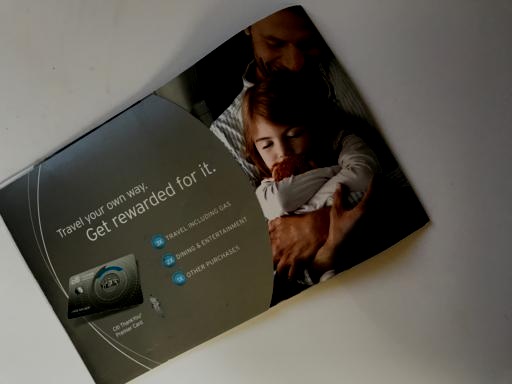 Travel your own way.
Get rewarded for it.
3X TRAVEL INCLUDING GAS
2X DINING & ENTERTAINMENT
1X OTHER PURCHASES
Citi ThankYou®
Premier Card